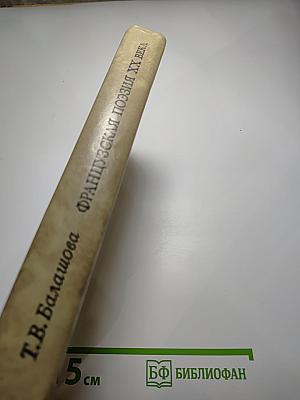 Т.В.Балашова ФРАНЦУЗСКАЯ ПОЭЗИЯ XX ВЕКА
5 см
БФ БИБЛИОФАН